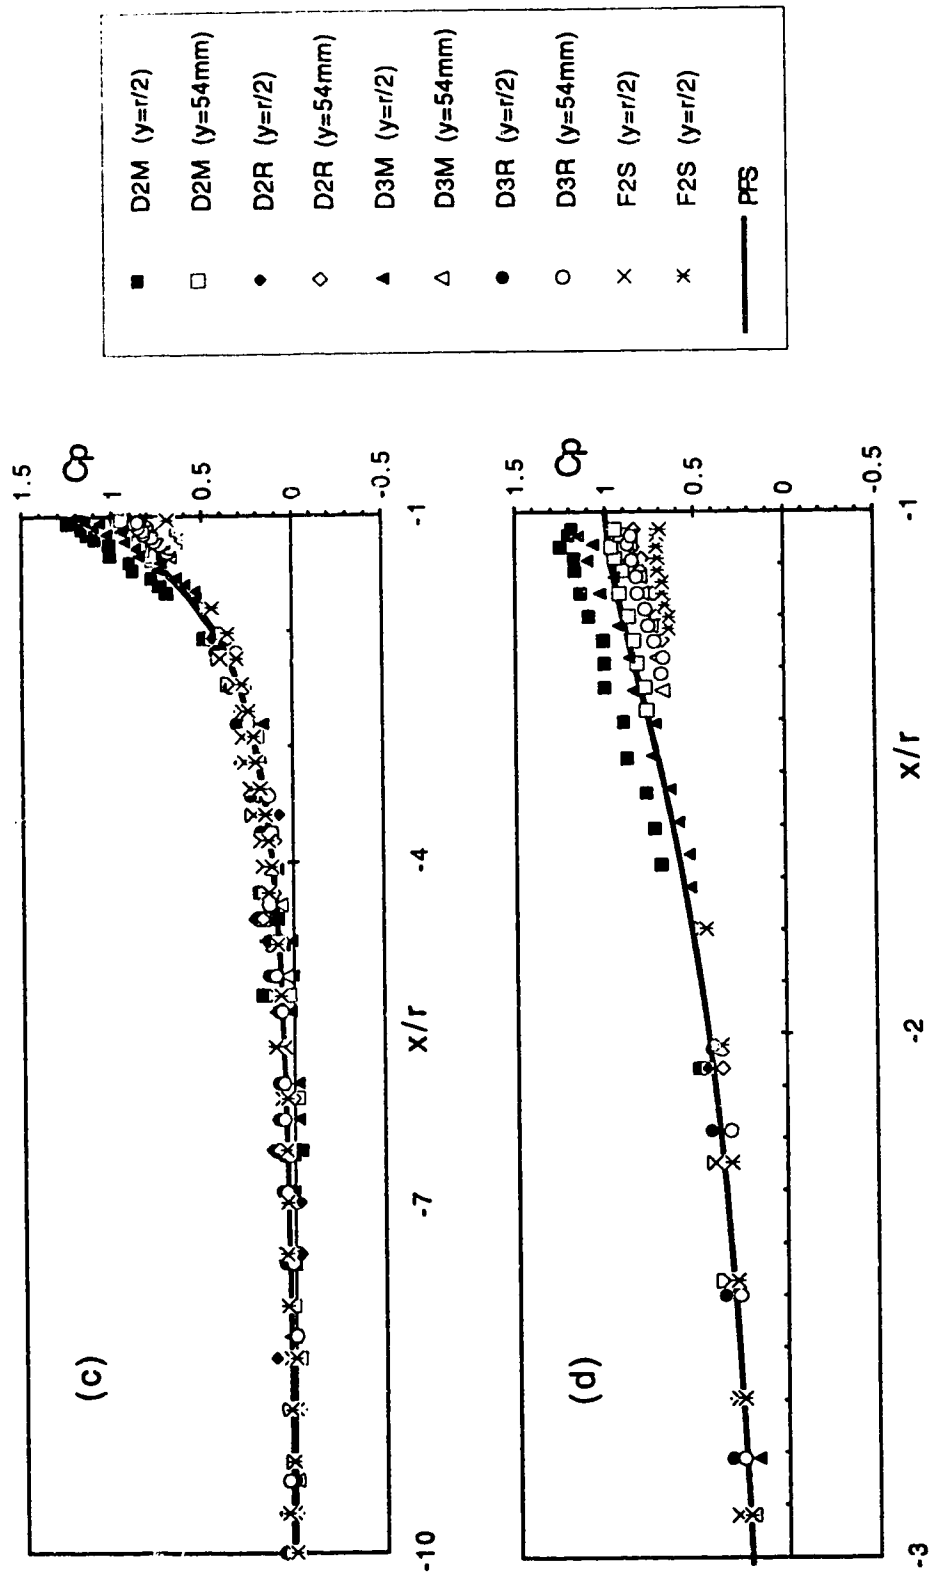 (c)
1.5
Cp
1
0.5
0
-0.5
-10
-7
-4
-1
x/r
(d)
1.5
Cp
1
0.5
0
-0.5
-3
-2
-1
x/r
D2M (y=r/2)
D2M (y=54mm)
D2R (y=r/2)
D2R (y=54mm)
D3M (y=r/2)
D3M (y=54mm)
D3R (y=r/2)
D3R (y=54mm)
F2S (y=r/2)
F2S (y=r/2)
PFS